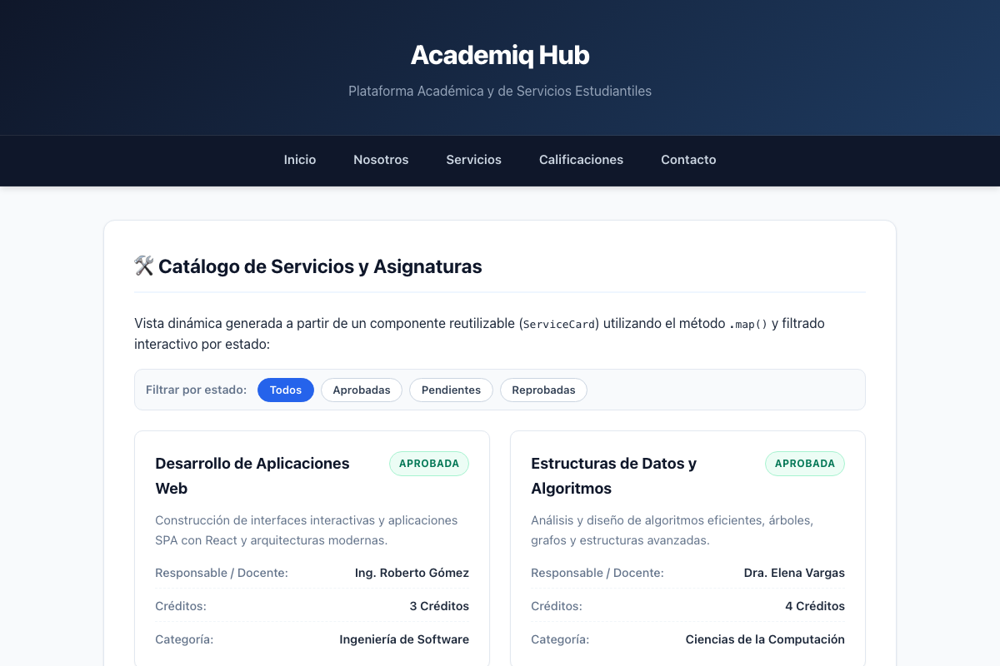 Academiq Hub
Plataforma Académica y de Servicios Estudiantiles
Inicio Nosotros Servicios Calificaciones Contacto
🛠️ Catálogo de Servicios y Asignaturas
Vista dinámica generada a partir de un componente reutilizable (ServiceCard) utilizando el método .map() y filtrado
interactivo por estado:
Filtrar por estado: Todos Aprobadas Pendientes Reprobadas
Desarrollo de Aplicaciones
Web
APROBADA
Construcción de interfaces interactivas y aplicaciones
SPA con React y arquitecturas modernas.
Responsable / Docente: Ing. Roberto Gómez
Créditos: 3 Créditos
Categoría: Ingeniería de Software
Estructuras de Datos y
Algoritmos
APROBADA
Análisis y diseño de algoritmos eficientes, árboles,
grafos y estructuras avanzadas.
Responsable / Docente: Dra. Elena Vargas
Créditos: 4 Créditos
Categoría: Ciencias de la Computación